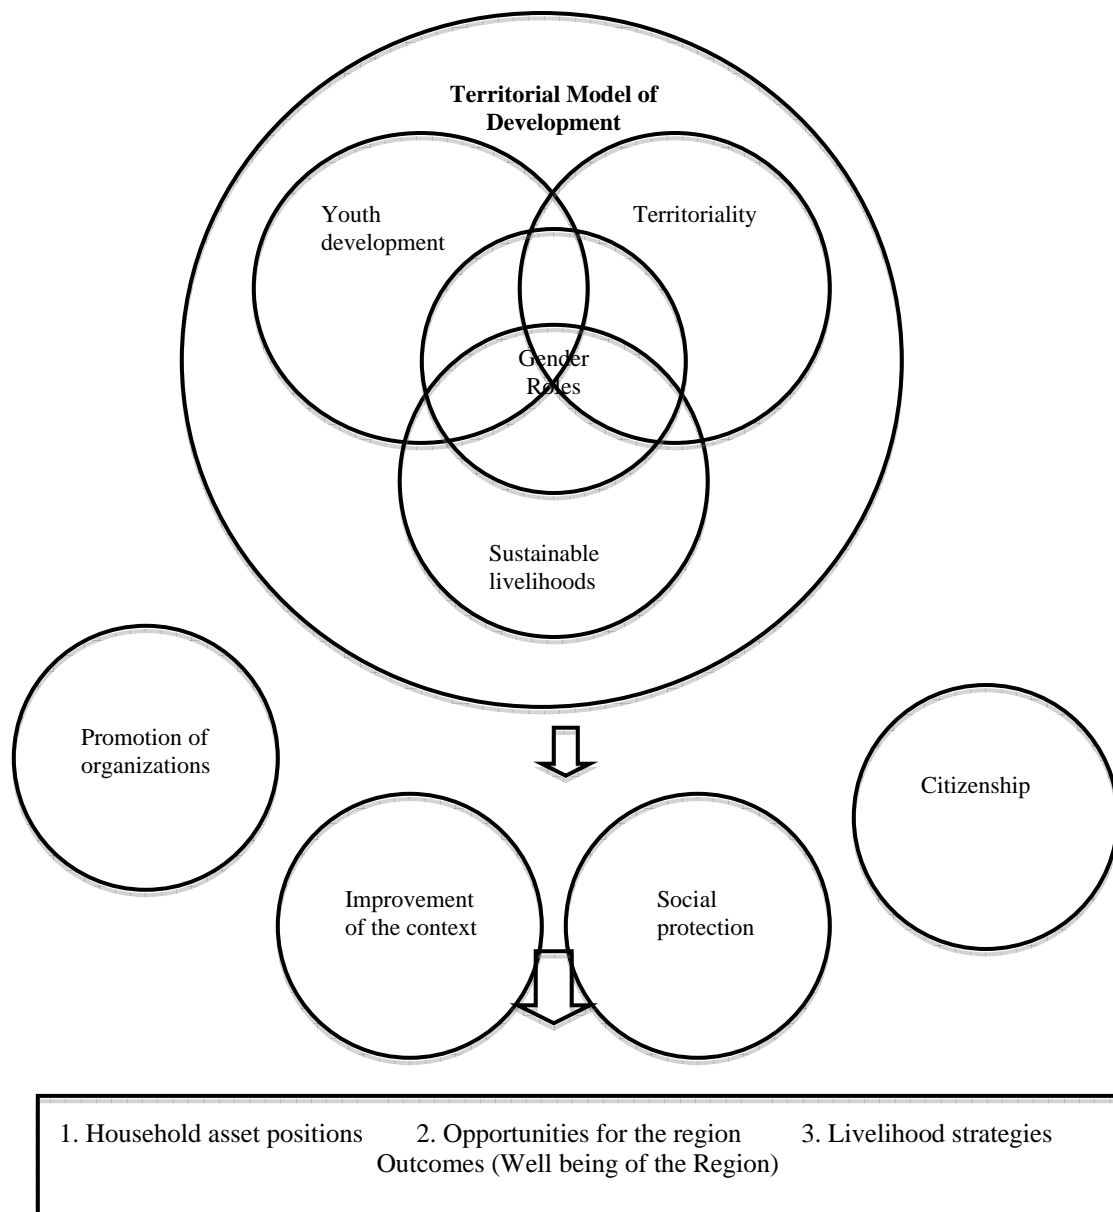 Territorial Model of
Development
Youth
development
Territoriality
Gender
Roles
Sustainable
livelihoods
Promotion of
organizations
Citizenship
Improvement
of the context
Social
protection
1. Household asset positions 2. Opportunities for the region 3. Livelihood strategies
Outcomes (Well being of the Region)